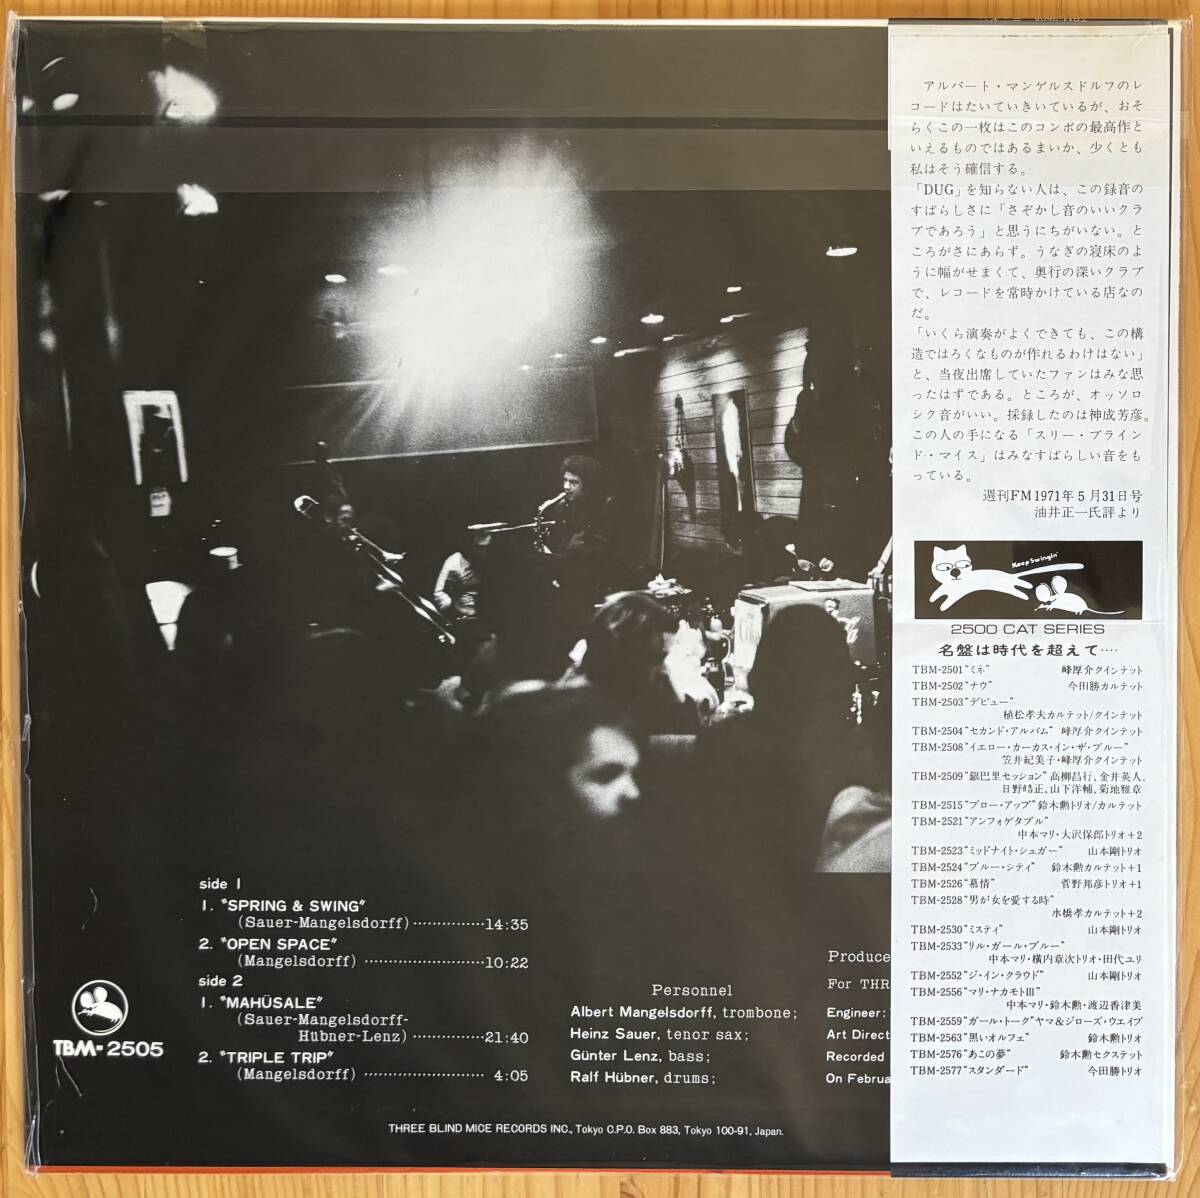 アルバート・マンゲルスドルフのレ
コードはたいていきいているが、おそ
らくこの一枚はこのコンボの最高作と
いえるものではあるまいか、少くとも
私はそう確信する。
「DUG」を知らない人は、この録音の
すばらしさに「さぞかし音のいいクラ
ブであろう」と思うにちがいない。と
ころがさにあらず。うなぎの寝床のよ
うに幅がせまくて、奥行の深いクラブ
で、レコードを常時かけている店なの
だ。
「いくら演奏がよくできても、この構
造ではろくなものが作れるわけはない」
と、当夜出席していたファンはみな思
ったはずである。ところが、オッソロ
シク音がいい。採録したのは神成芳彦。
この人の手になる「スリー・ブライン
ド・マイス」はみなすばらしい音をも
っている。
週刊FM1971年5月31日号
油井正一氏評より
Keep Swingin'
2500 CAT SERIES
名盤は時代を超えて‥‥
TBM-2501"ミネ" 峰厚介クインテット
TBM-2502"ナウ" 今田勝カルテット
TBM-2503"デビュー"
植松孝夫カルテット/クインテット
TBM-2504"セカンド・アルバム" 峰厚介クインテット
TBM-2508"イエロー・カーカス・イン・ザ・ブルー"
笠井紀美子・峰厚介クインテット
TBM-2509"銀巴里セッション" 高柳昌行、金井英人、
日野皓正、山下洋輔、菊地雅章
TBM-2515"ブロー・アップ"鈴木勲トリオ/カルテット
TBM-2521"アンフォゲタブル"
中本マリ・大沢保郎トリオ+2
TBM-2523"ミッドナイト・シュガー" 山本剛トリオ
TBM-2524"ブルー・シティ" 鈴木勲カルテット+1
TBM-2526"慕情" 菅野邦彦トリオ+1
TBM-2528"男が女を愛する時"
水橋孝カルテット+2
TBM-2530"ミスティ" 山本剛トリオ
TBM-2533"リル・ガール・ブルー"
中本マリ・横内章次トリオ・田代ユリ
TBM-2552"ジ・イン・クラウド" 山本剛トリオ
TBM-2556"マリ・ナカモトIII"
中本マリ・鈴木勲・渡辺香津美
TBM-2559"ガール・トーク"ヤマ&ジローズ・ウェイブ
TBM-2563"黒いオルフェ" 鈴木勲トリオ
TBM-2576"あこの夢" 鈴木勲セクステット
TBM-2577"スタンダード" 今田勝トリオ
side 1
1. "SPRING & SWING"
(Sauer-Mangelsdorff)··············14:35
2. "OPEN SPACE"
(Mangelsdorff) ·······················10:22
side 2
1. "MAHÜSALE"
(Sauer-Mangelsdorff-
Hübner-Lenz) ··············21:40
2. "TRIPLE TRIP"
(Mangelsdorff) ······················· 4:05
TBM-2505
Personnel
Albert Mangelsdorff, trombone;
Heinz Sauer, tenor sax;
Günter Lenz, bass;
Ralf Hübner, drums;
Produce
For THR
Engineer:
Art Direct
Recorded
On Februa
THREE BLIND MICE RECORDS INC., Tokyo C.P.O. Box 883, Tokyo 100-91, Japan.